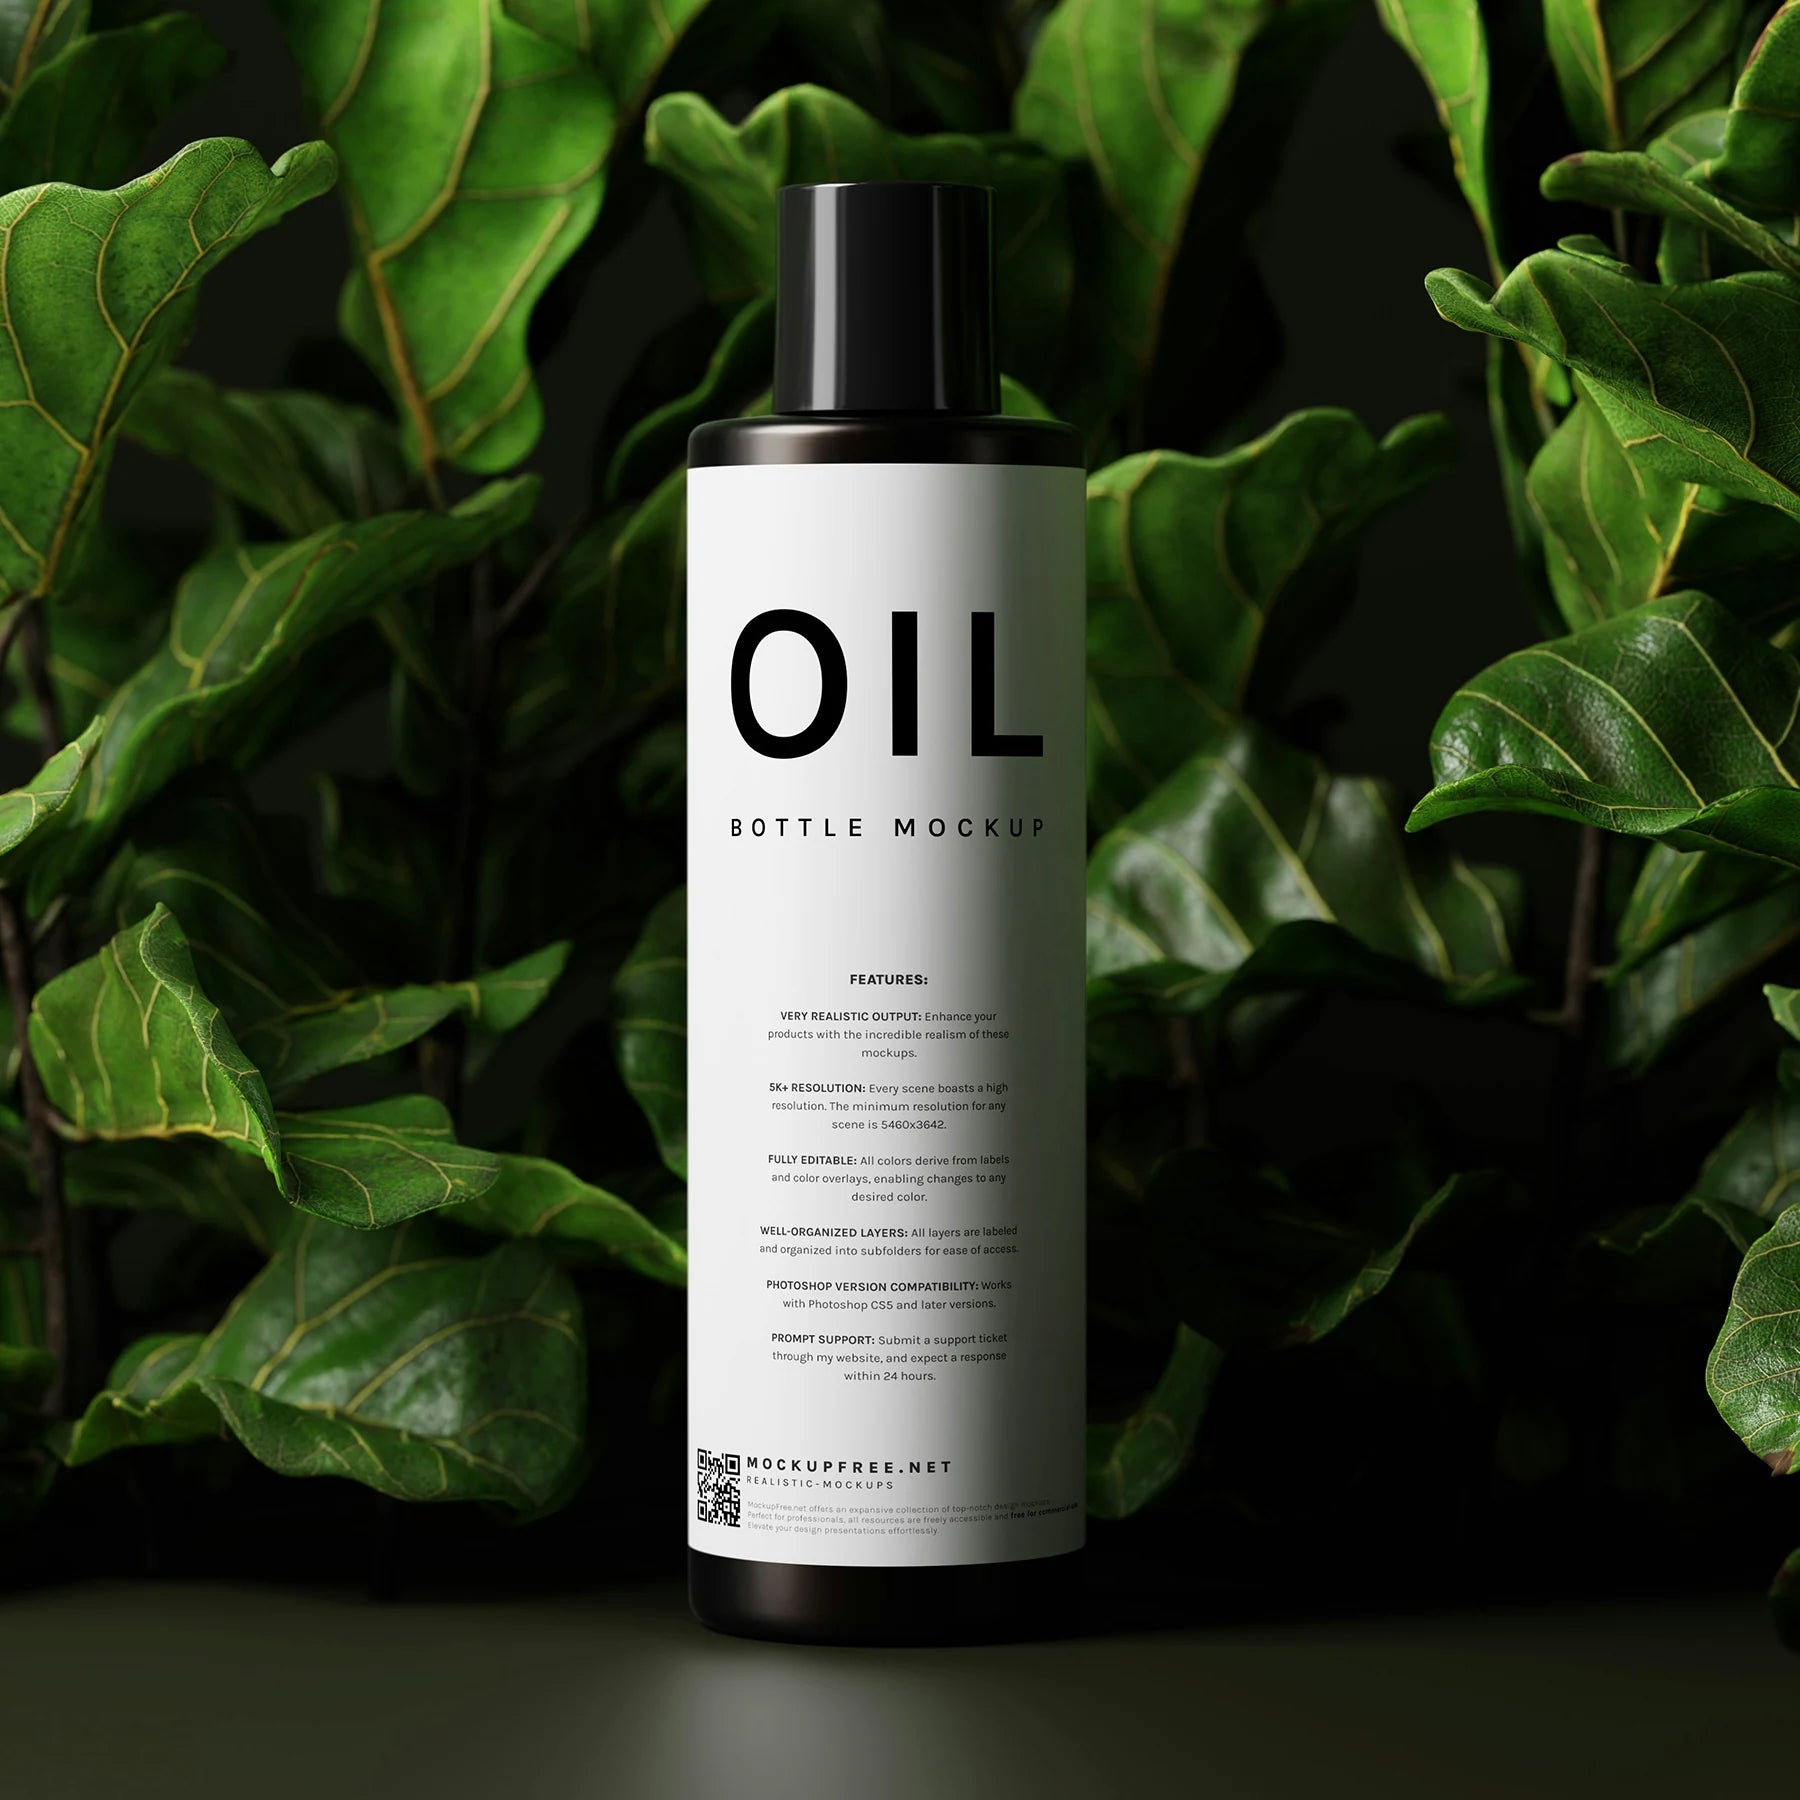 OIL
BOTTLE MOCKUP
FEATURES:
VERY REALISTIC OUTPUT: Enhance your
products with the incredible realism of these
mockups.
5K+ RESOLUTION: Every scene boasts a high
resolution. The minimum resolution for any
scene is 5460x3642.
FULLY EDITABLE: All colors derive from labels
and color overlays, enabling changes to any
desired color.
WELL-ORGANIZED LAYERS: All layers are labeled
and organized into subfolders for ease of access.
PHOTOSHOP VERSION COMPATIBILITY: Works
with Photoshop CS5 and later versions.
PROMPT SUPPORT: Submit a support ticket
through my website, and expect a response
within 24 hours.
MOCKUPFREE.NET
REALISTIC-MOCKUPS
MockupFree.net offers an expansive collection of top-notch design mockups.
Perfect for professionals, all resources are freely accessible and free for commercial use.
Elevate your design presentations effortlessly.